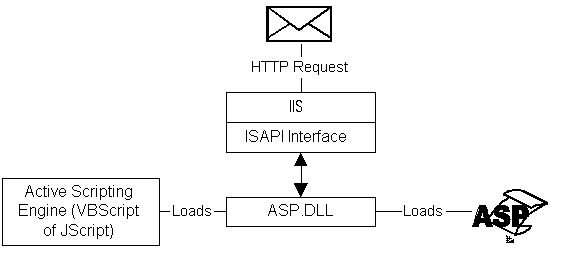 HTTP Request
IIS
ISAPI Interface
Active Scripting
Engine (VBScript
of JScript)
Loads
ASP.DLL
Loads
ASP